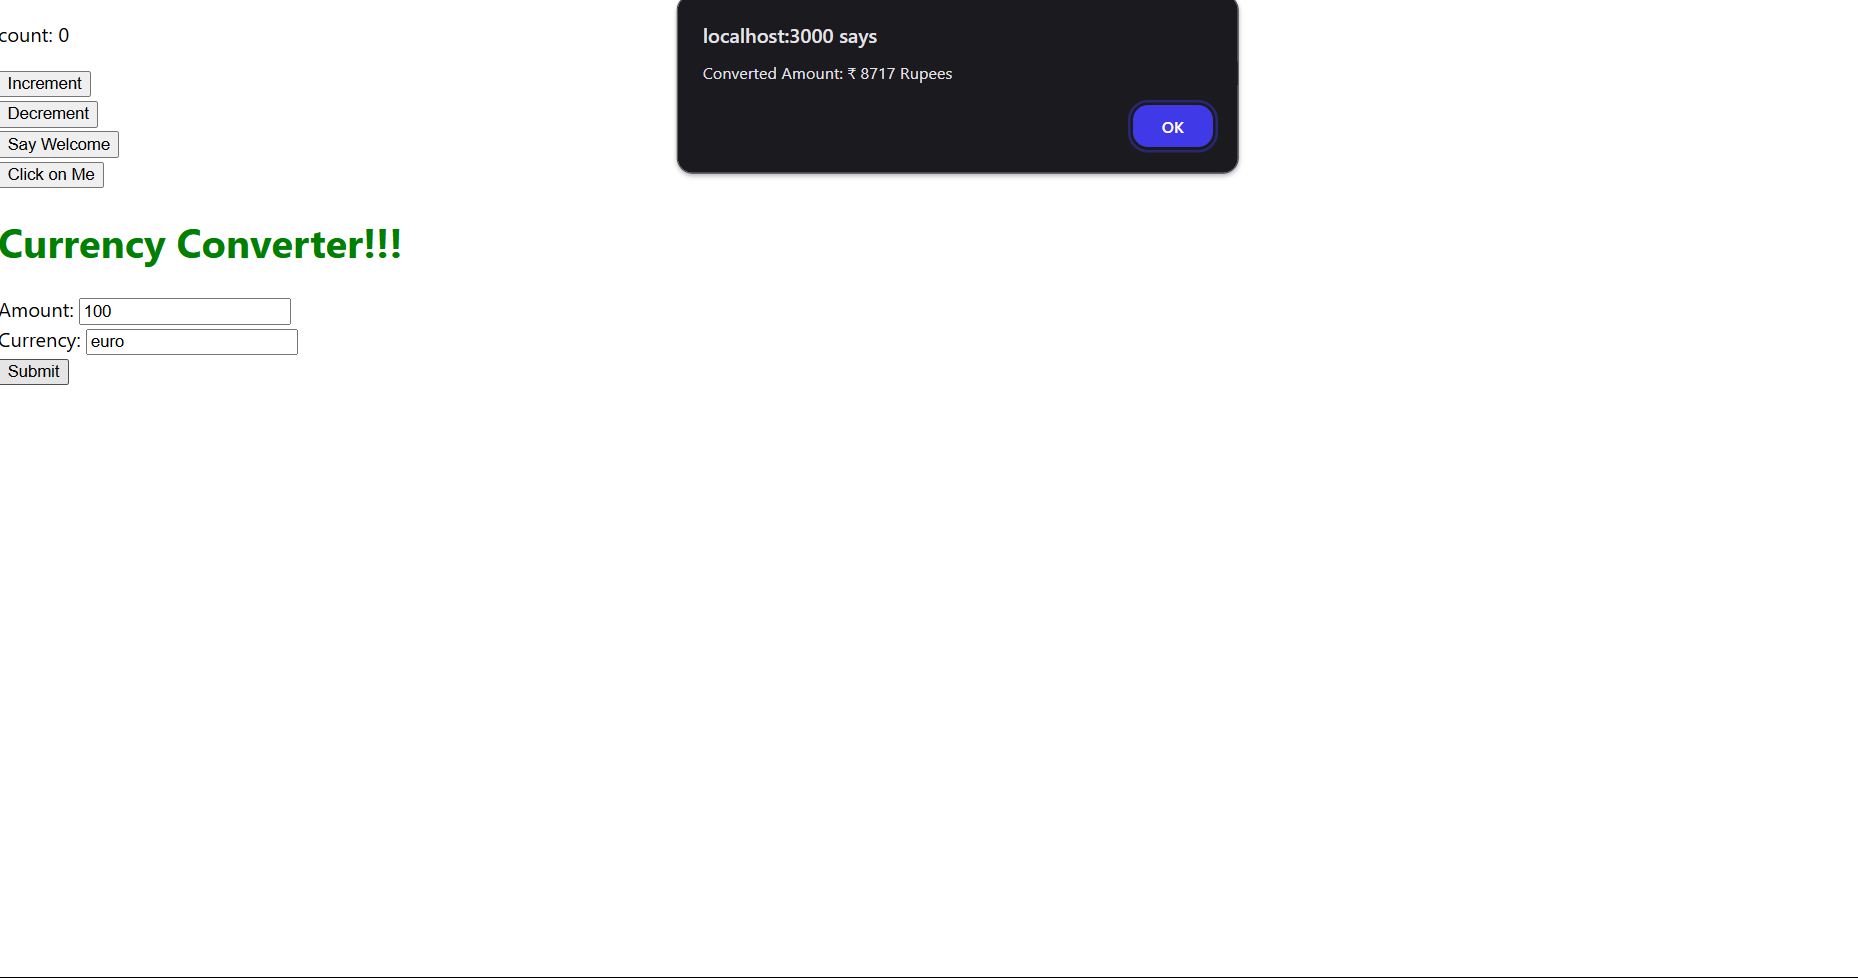 count: 0
Increment
Decrement
Say Welcome
Click on Me
Currency Converter!!!
Amount: 100
Currency: euro
Submit
localhost:3000 says
Converted Amount: ₹ 8717 Rupees
OK